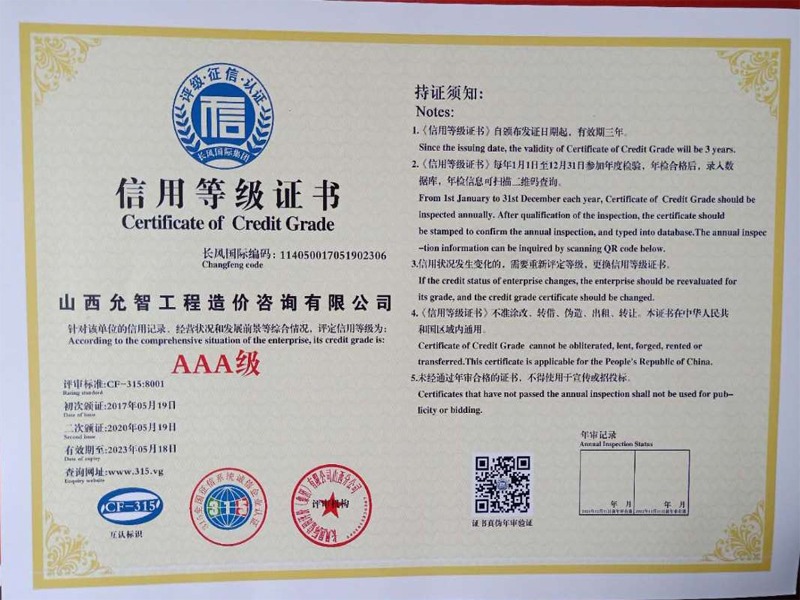 评级·征信·认证
信
长风国际集团
信用等级证书
Certificate of Credit Grade
长风国际编码：114050017051902306
Changfeng code
山西允智工程造价咨询有限公司
针对该单位的信用记录、经营状况和发展前景等综合情况，评定信用等级为：
According to the comprehensive situation of the enterprise, its credit grade is:
AAA级
评审标准:CF-315:8001
Rating standard
初次颁证:2017年05月19日
Date of issue
二次颁证:2020年05月19日
Second issue
有效期至:2023年05月18日
Date of expiry
查询网址:www.315.vg
Enquiry website
CF-315
互认标识
315全国征信系统诚信企业认证
315
评审机构
持证须知：
Notes:
1.《信用等级证书》自颁布发证日期起，有效期三年。
Since the issuing date, the validity of Certificate of Credit Grade will be 3 years.
2.《信用等级证书》每年1月1日至12月31日参加年度检验，年检合格后，录入数
据库，年检信息可扫描二维码查询。
From 1st January to 31st December each year, Certificate of Credit Grade should be
inspected annually. After qualification of the inspection, the certificate should
be stamped to confirm the annual inspection, and typed into database.The annual inspec
-tion information can be inquired by scanning QR code below.
3.信用状况发生变化的，需要重新评定等级，更换信用等级证书。
If the credit status of enterprise changes, the enterprise should be reevaluated for
its grade, and the credit grade certificate should be changed.
4.《信用等级证书》不准涂改、转借、伪造、出租、转让。本证书在中华人民共
和国区域内通用。
Certificate of Credit Grade cannot be obliterated, lent, forged, rented or
transferred.This certificate is applicable for the People's Republic of China.
5.未经通过年审合格的证书，不得使用于宣传或招投标。
Certificates that have not passed the annual inspection shall not be used for pub-
licity or bidding.
证书真伪年审验证
年审记录
Annual Inspection Status
年 月
年 月